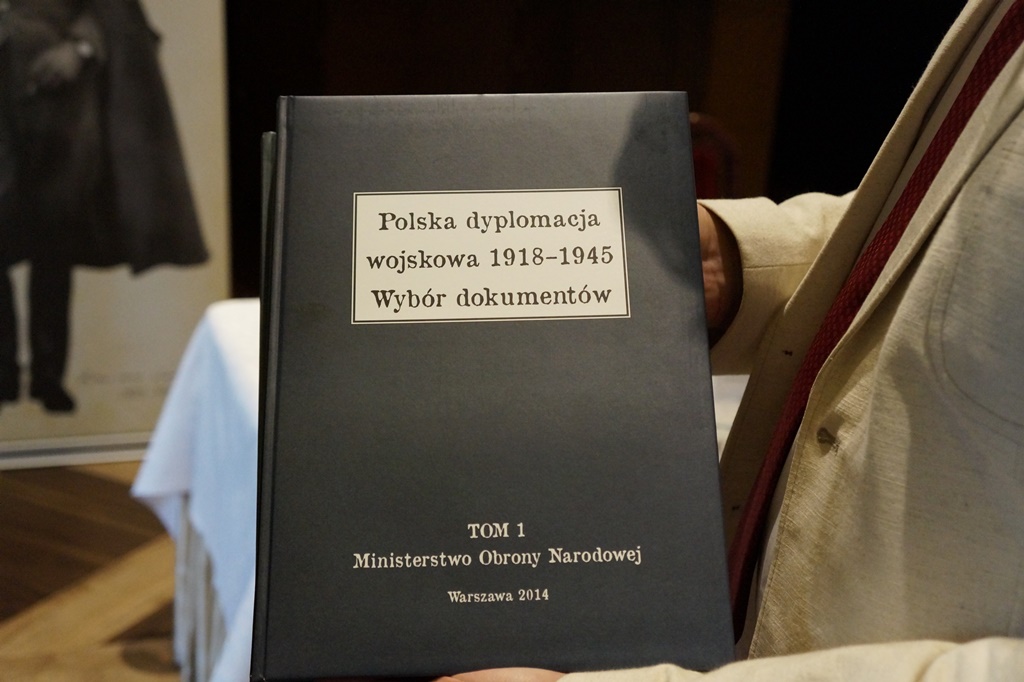 Polska dyplomacja
wojskowa 1918–1945
Wybór dokumentów
TOM 1
Ministerstwo Obrony Narodowej
Warszawa 2014